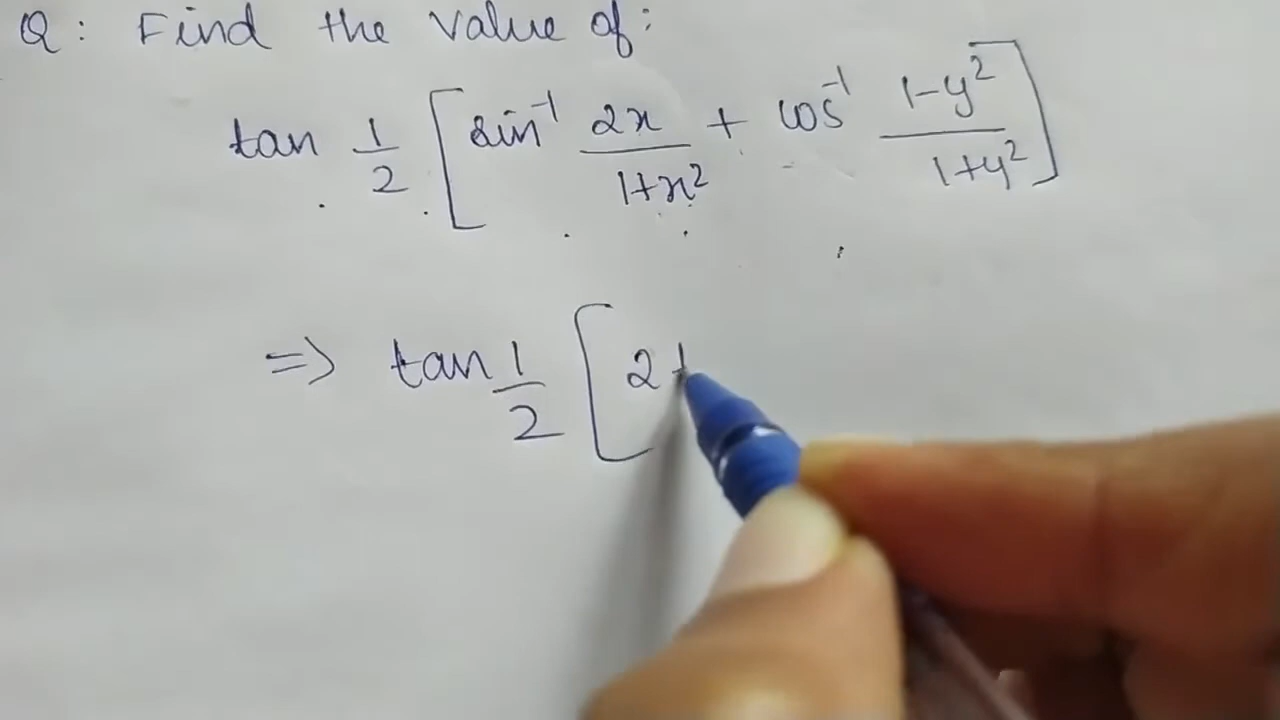 Q: Find the value of:
tan 1/2 [sin⁻¹ 2x/1+x² + cos⁻¹ 1-y²/1+y²]
=> tan 1/2 [2 t